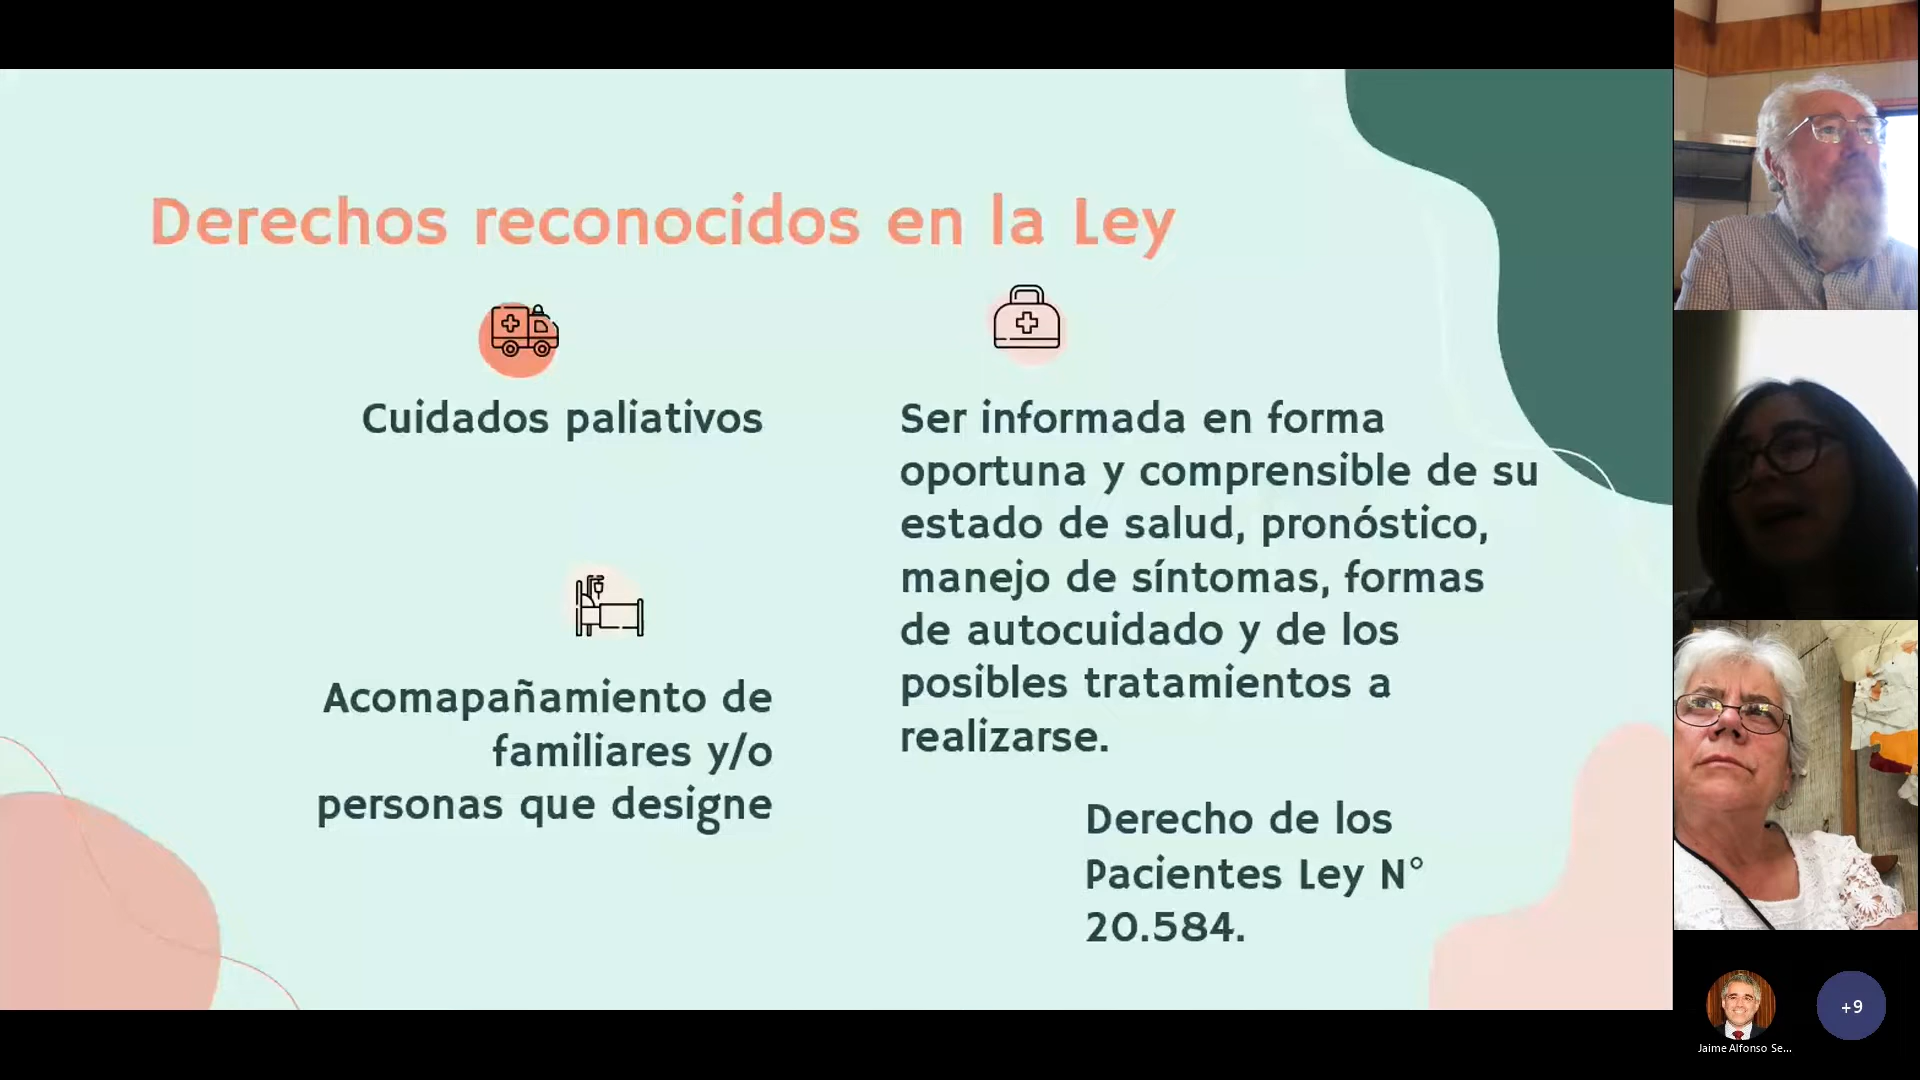 Derechos reconocidos en la Ley
Cuidados paliativos
Acomapañamiento de
familiares y/o
personas que designe
Ser informada en forma
oportuna y comprensible de su
estado de salud, pronóstico,
manejo de síntomas, formas
de autocuidado y de los
posibles tratamientos a
realizarse.
Derecho de los
Pacientes Ley N°
20.584.
Jaime Alfonso Se...
+9